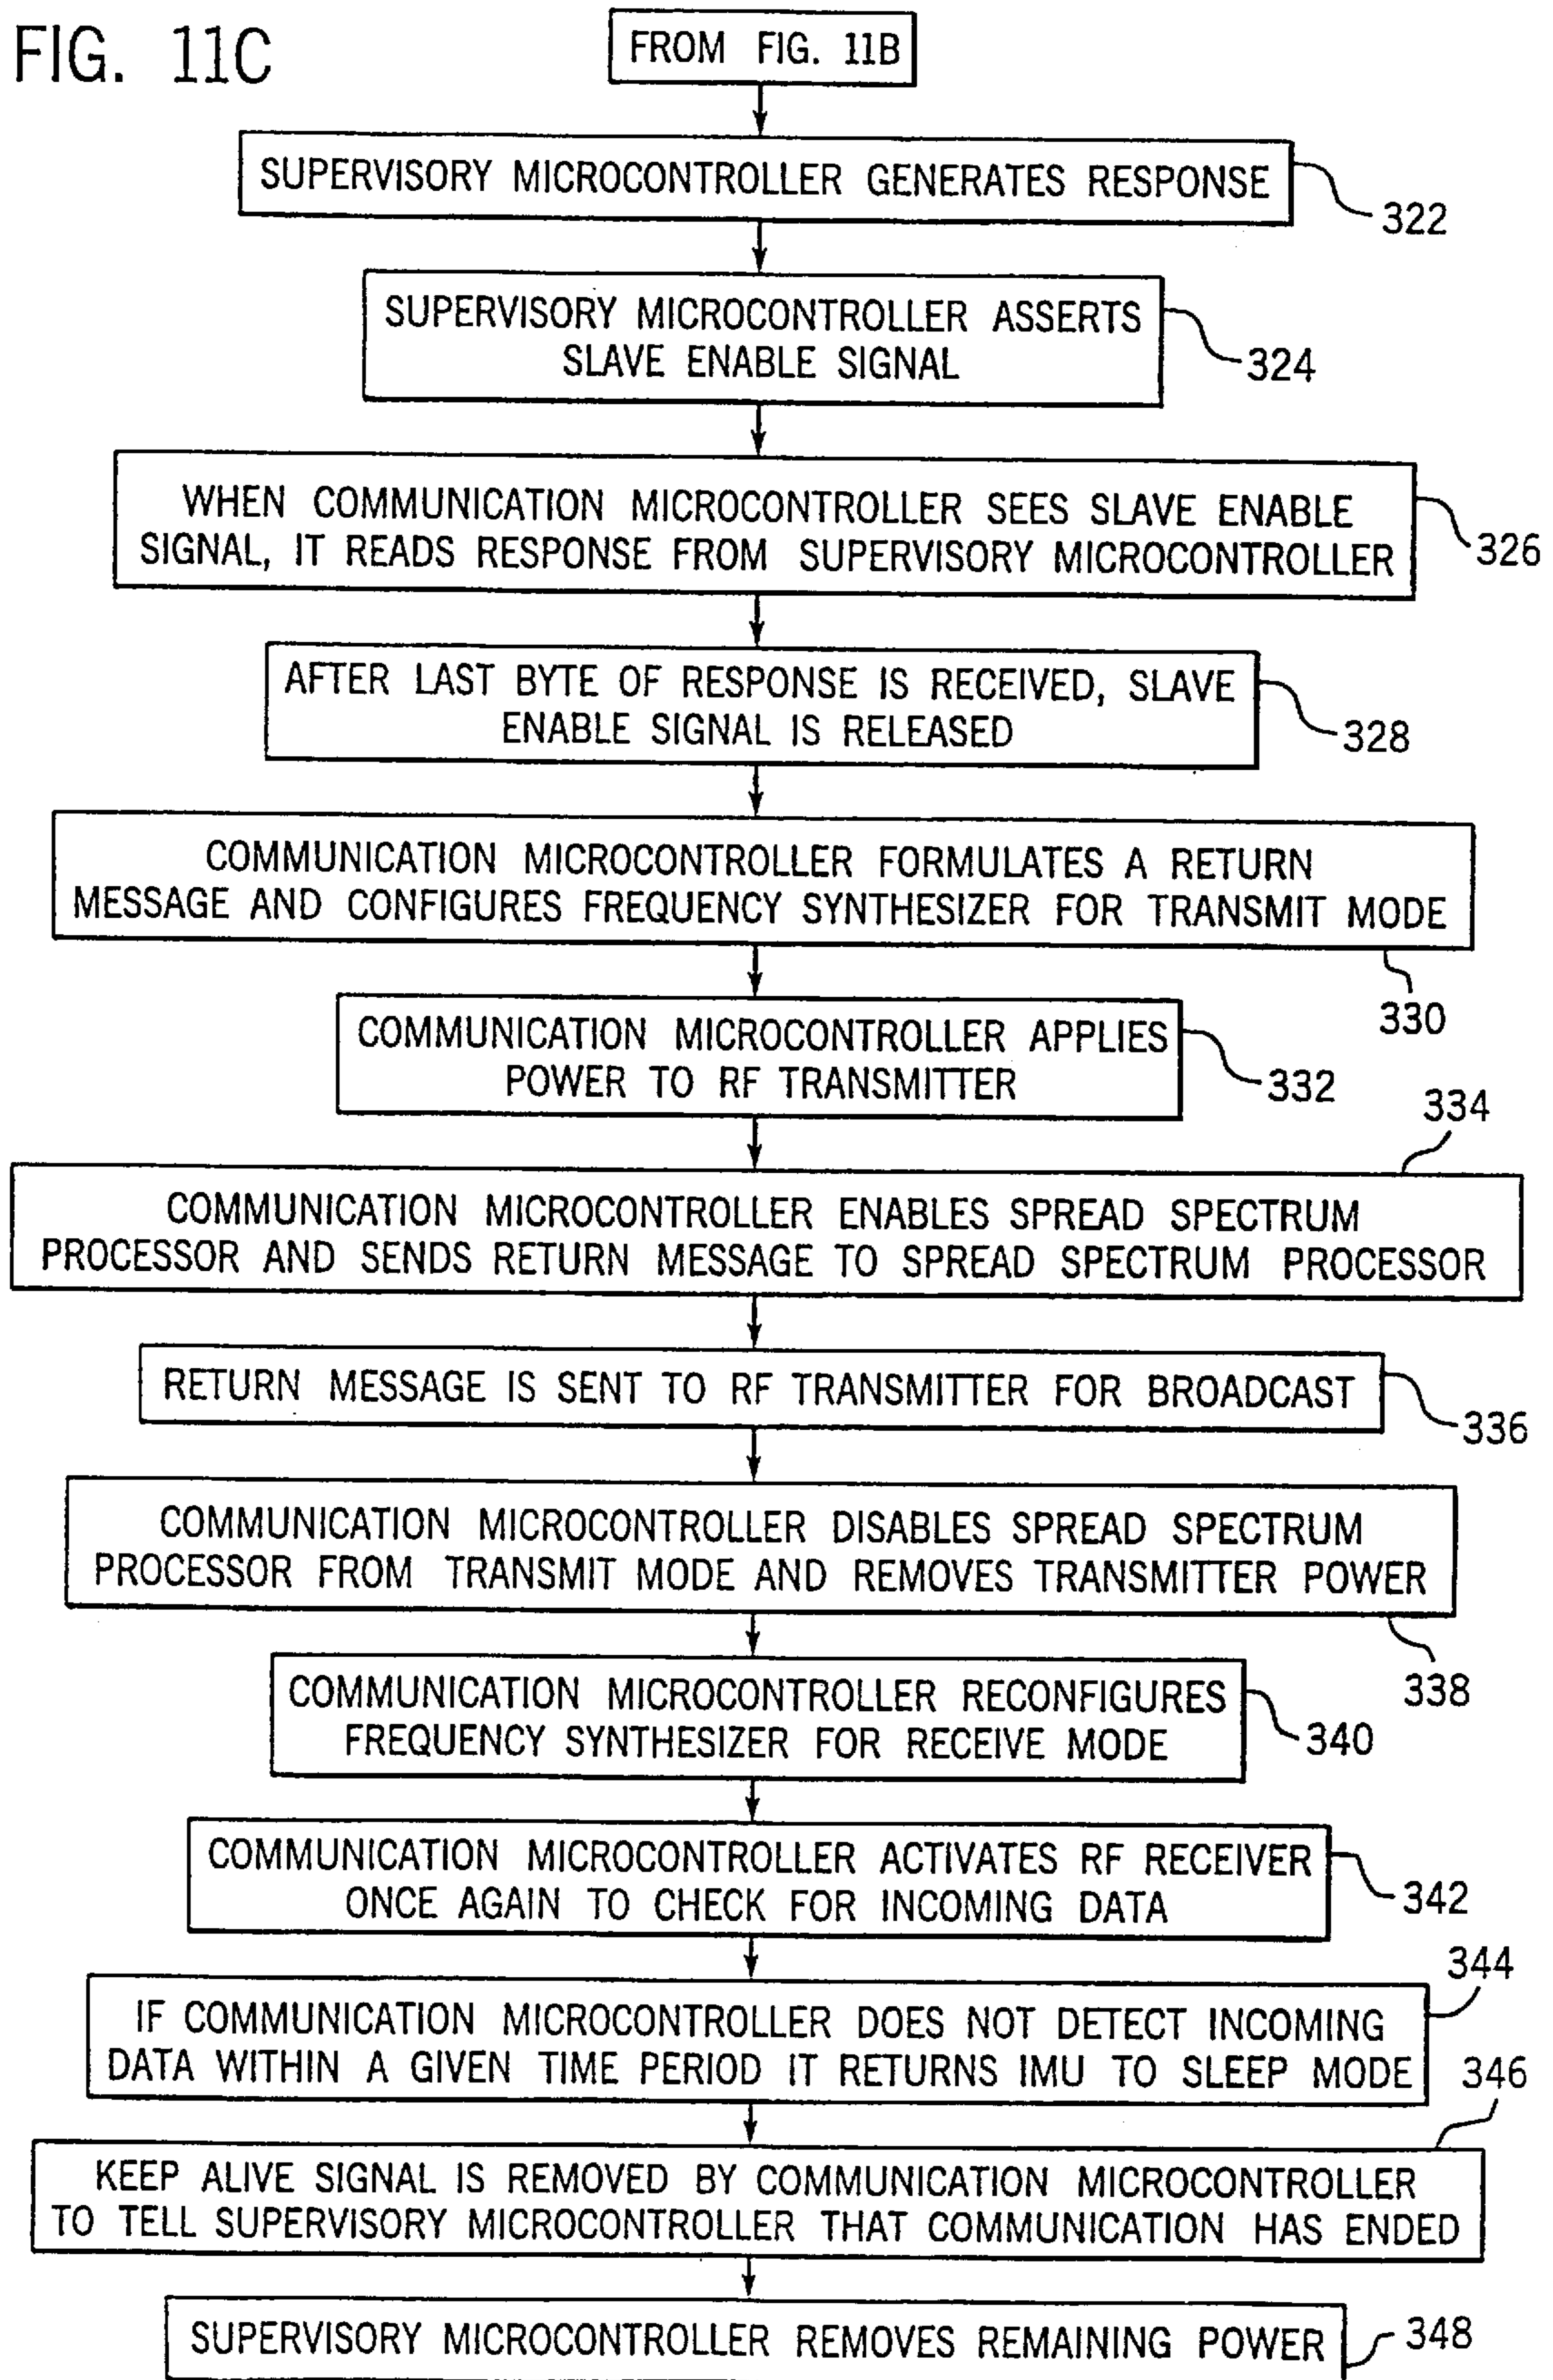 FIG. 11C
FROM FIG. 11B
SUPERVISORY MICROCONTROLLER GENERATES RESPONSE
322
SUPERVISORY MICROCONTROLLER ASSERTS
SLAVE ENABLE SIGNAL
324
WHEN COMMUNICATION MICROCONTROLLER SEES SLAVE ENABLE
SIGNAL, IT READS RESPONSE FROM SUPERVISORY MICROCONTROLLER
326
AFTER LAST BYTE OF RESPONSE IS RECEIVED, SLAVE
ENABLE SIGNAL IS RELEASED
328
COMMUNICATION MICROCONTROLLER FORMULATES A RETURN
MESSAGE AND CONFIGURES FREQUENCY SYNTHESIZER FOR TRANSMIT MODE
330
COMMUNICATION MICROCONTROLLER APPLIES
POWER TO RF TRANSMITTER
332
334
COMMUNICATION MICROCONTROLLER ENABLES SPREAD SPECTRUM
PROCESSOR AND SENDS RETURN MESSAGE TO SPREAD SPECTRUM PROCESSOR
RETURN MESSAGE IS SENT TO RF TRANSMITTER FOR BROADCAST
336
COMMUNICATION MICROCONTROLLER DISABLES SPREAD SPECTRUM
PROCESSOR FROM TRANSMIT MODE AND REMOVES TRANSMITTER POWER
338
COMMUNICATION MICROCONTROLLER RECONFIGURES
FREQUENCY SYNTHESIZER FOR RECEIVE MODE
340
COMMUNICATION MICROCONTROLLER ACTIVATES RF RECEIVER
ONCE AGAIN TO CHECK FOR INCOMING DATA
342
344
IF COMMUNICATION MICROCONTROLLER DOES NOT DETECT INCOMING
DATA WITHIN A GIVEN TIME PERIOD IT RETURNS IMU TO SLEEP MODE
346
KEEP ALIVE SIGNAL IS REMOVED BY COMMUNICATION MICROCONTROLLER
TO TELL SUPERVISORY MICROCONTROLLER THAT COMMUNICATION HAS ENDED
SUPERVISORY MICROCONTROLLER REMOVES REMAINING POWER
348